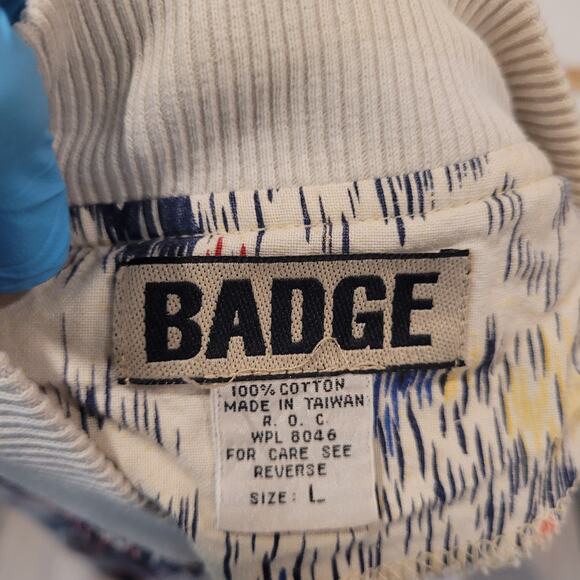 BADGE
100% COTTON
MADE IN TAIWAN
R. O. C
WPL 8046
FOR CARE SEE
REVERSE
SIZE: L